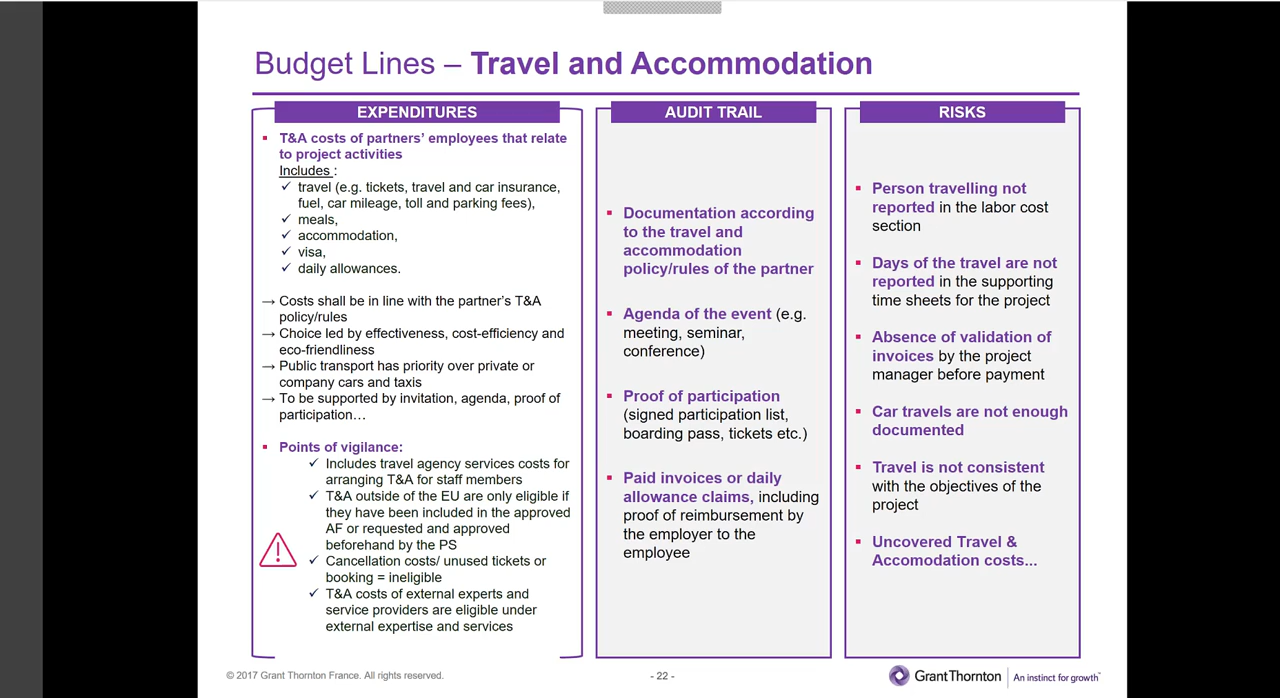 Budget Lines – Travel and Accommodation
EXPENDITURES
▪ T&A costs of partners' employees that relate
to project activities
Includes :
✓ travel (e.g. tickets, travel and car insurance,
fuel, car mileage, toll and parking fees),
✓ meals,
✓ accommodation,
✓ visa,
✓ daily allowances.
→ Costs shall be in line with the partner's T&A
policy/rules
→ Choice led by effectiveness, cost-efficiency and
eco-friendliness
→ Public transport has priority over private or
company cars and taxis
→ To be supported by invitation, agenda, proof of
participation…
▪ Points of vigilance:
✓ Includes travel agency services costs for
arranging T&A for staff members
✓ T&A outside of the EU are only eligible if
they have been included in the approved
AF or requested and approved
beforehand by the PS
✓ Cancellation costs/ unused tickets or
booking = ineligible
✓ T&A costs of external experts and
service providers are eligible under
external expertise and services
AUDIT TRAIL
▪ Documentation according
to the travel and
accommodation
policy/rules of the partner
▪ Agenda of the event (e.g.
meeting, seminar,
conference)
▪ Proof of participation
(signed participation list,
boarding pass, tickets etc.)
▪ Paid invoices or daily
allowance claims, including
proof of reimbursement by
the employer to the
employee
RISKS
▪ Person travelling not
reported in the labor cost
section
▪ Days of the travel are not
reported in the supporting
time sheets for the project
▪ Absence of validation of
invoices by the project
manager before payment
▪ Car travels are not enough
documented
▪ Travel is not consistent
with the objectives of the
project
▪ Uncovered Travel &
Accomodation costs...
© 2017 Grant Thornton France. All rights reserved.
- 22 -
GrantThornton
An instinct for growth™